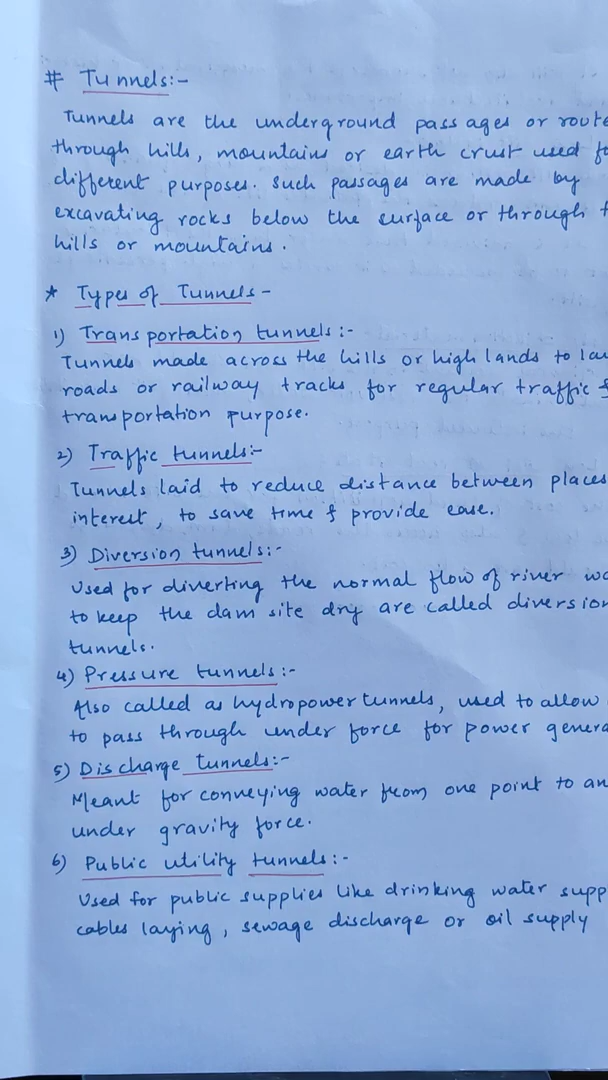 # Tunnels:-
Tunnels are the underground passages or route
through hills, mountains or earth crust used fo
different purposes. Such passages are made by
excavating rocks below the surface or through t
hills or mountains.
* Types of Tunnels -
1) Transportation tunnels:-
Tunnels made across the hills or high lands to la
roads or railway tracks for regular traffic &
transportation purpose.
2) Traffic tunnels:-
Tunnels laid to reduce distance between places
interest, to save time & provide ease.
3) Diversion tunnels:-
Used for diverting the normal flow of river wa
to keep the dam site dry are called diversion
tunnels.
4) Pressure tunnels:-
Also called as hydropower tunnels, used to allow
to pass through under force for power genera
5) Discharge tunnels:-
Meant for conveying water from one point to an
under gravity force.
6) Public utility tunnels:-
Used for public supplies like drinking water supp
cables laying, sewage discharge or oil supply